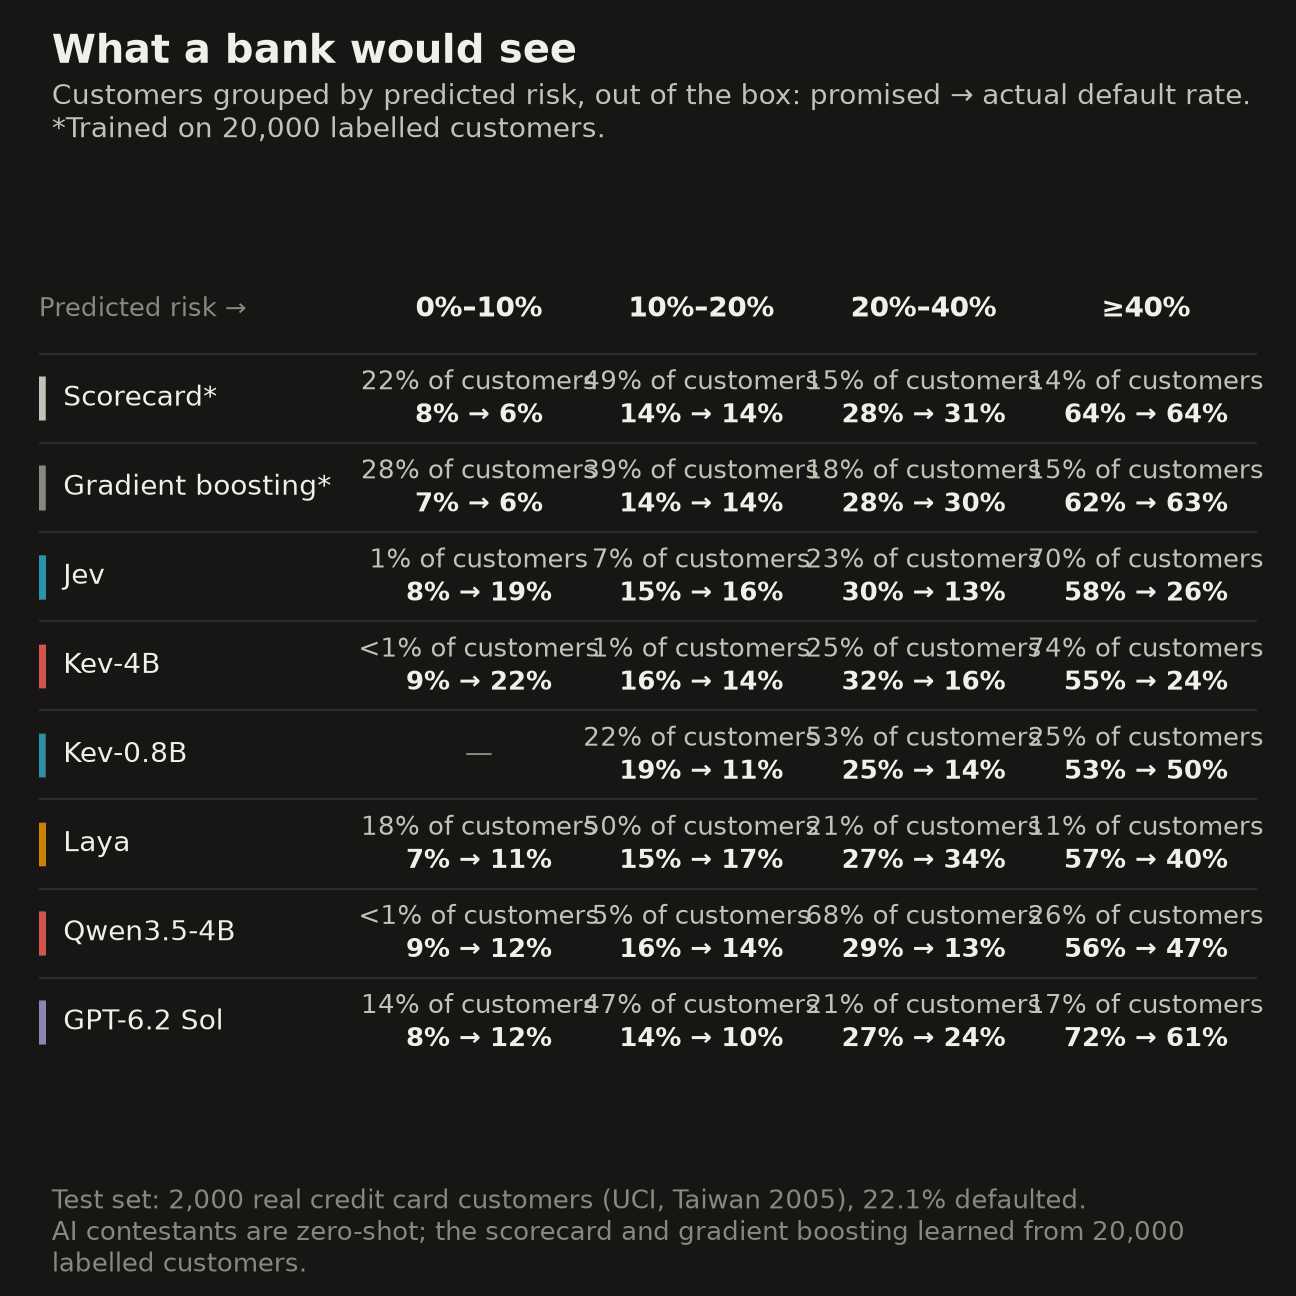 What a bank would see
Customers grouped by predicted risk, out of the box: promised → actual default rate.
*Trained on 20,000 labelled customers.
Predicted risk → 0%–10% 10%–20% 20%–40% ≥40%
22% of customers 49% of customers 15% of customers 14% of customers
Scorecard*
8% → 6% 14% → 14% 28% → 31% 64% → 64%
28% of customers 39% of customers 18% of customers 15% of customers
Gradient boosting*
7% → 6% 14% → 14% 28% → 30% 62% → 63%
1% of customers 7% of customers 23% of customers 70% of customers
Jev
8% → 19% 15% → 16% 30% → 13% 58% → 26%
<1% of customers 1% of customers 25% of customers 74% of customers
Kev-4B
9% → 22% 16% → 14% 32% → 16% 55% → 24%
22% of customers 53% of customers 25% of customers
Kev-0.8B —
19% → 11% 25% → 14% 53% → 50%
18% of customers 50% of customers 21% of customers 11% of customers
Laya
7% → 11% 15% → 17% 27% → 34% 57% → 40%
<1% of customers 5% of customers 68% of customers 26% of customers
Qwen3.5-4B
9% → 12% 16% → 14% 29% → 13% 56% → 47%
14% of customers 47% of customers 21% of customers 17% of customers
GPT-6.2 Sol
8% → 12% 14% → 10% 27% → 24% 72% → 61%
Test set: 2,000 real credit card customers (UCI, Taiwan 2005), 22.1% defaulted.
AI contestants are zero-shot; the scorecard and gradient boosting learned from 20,000
labelled customers.